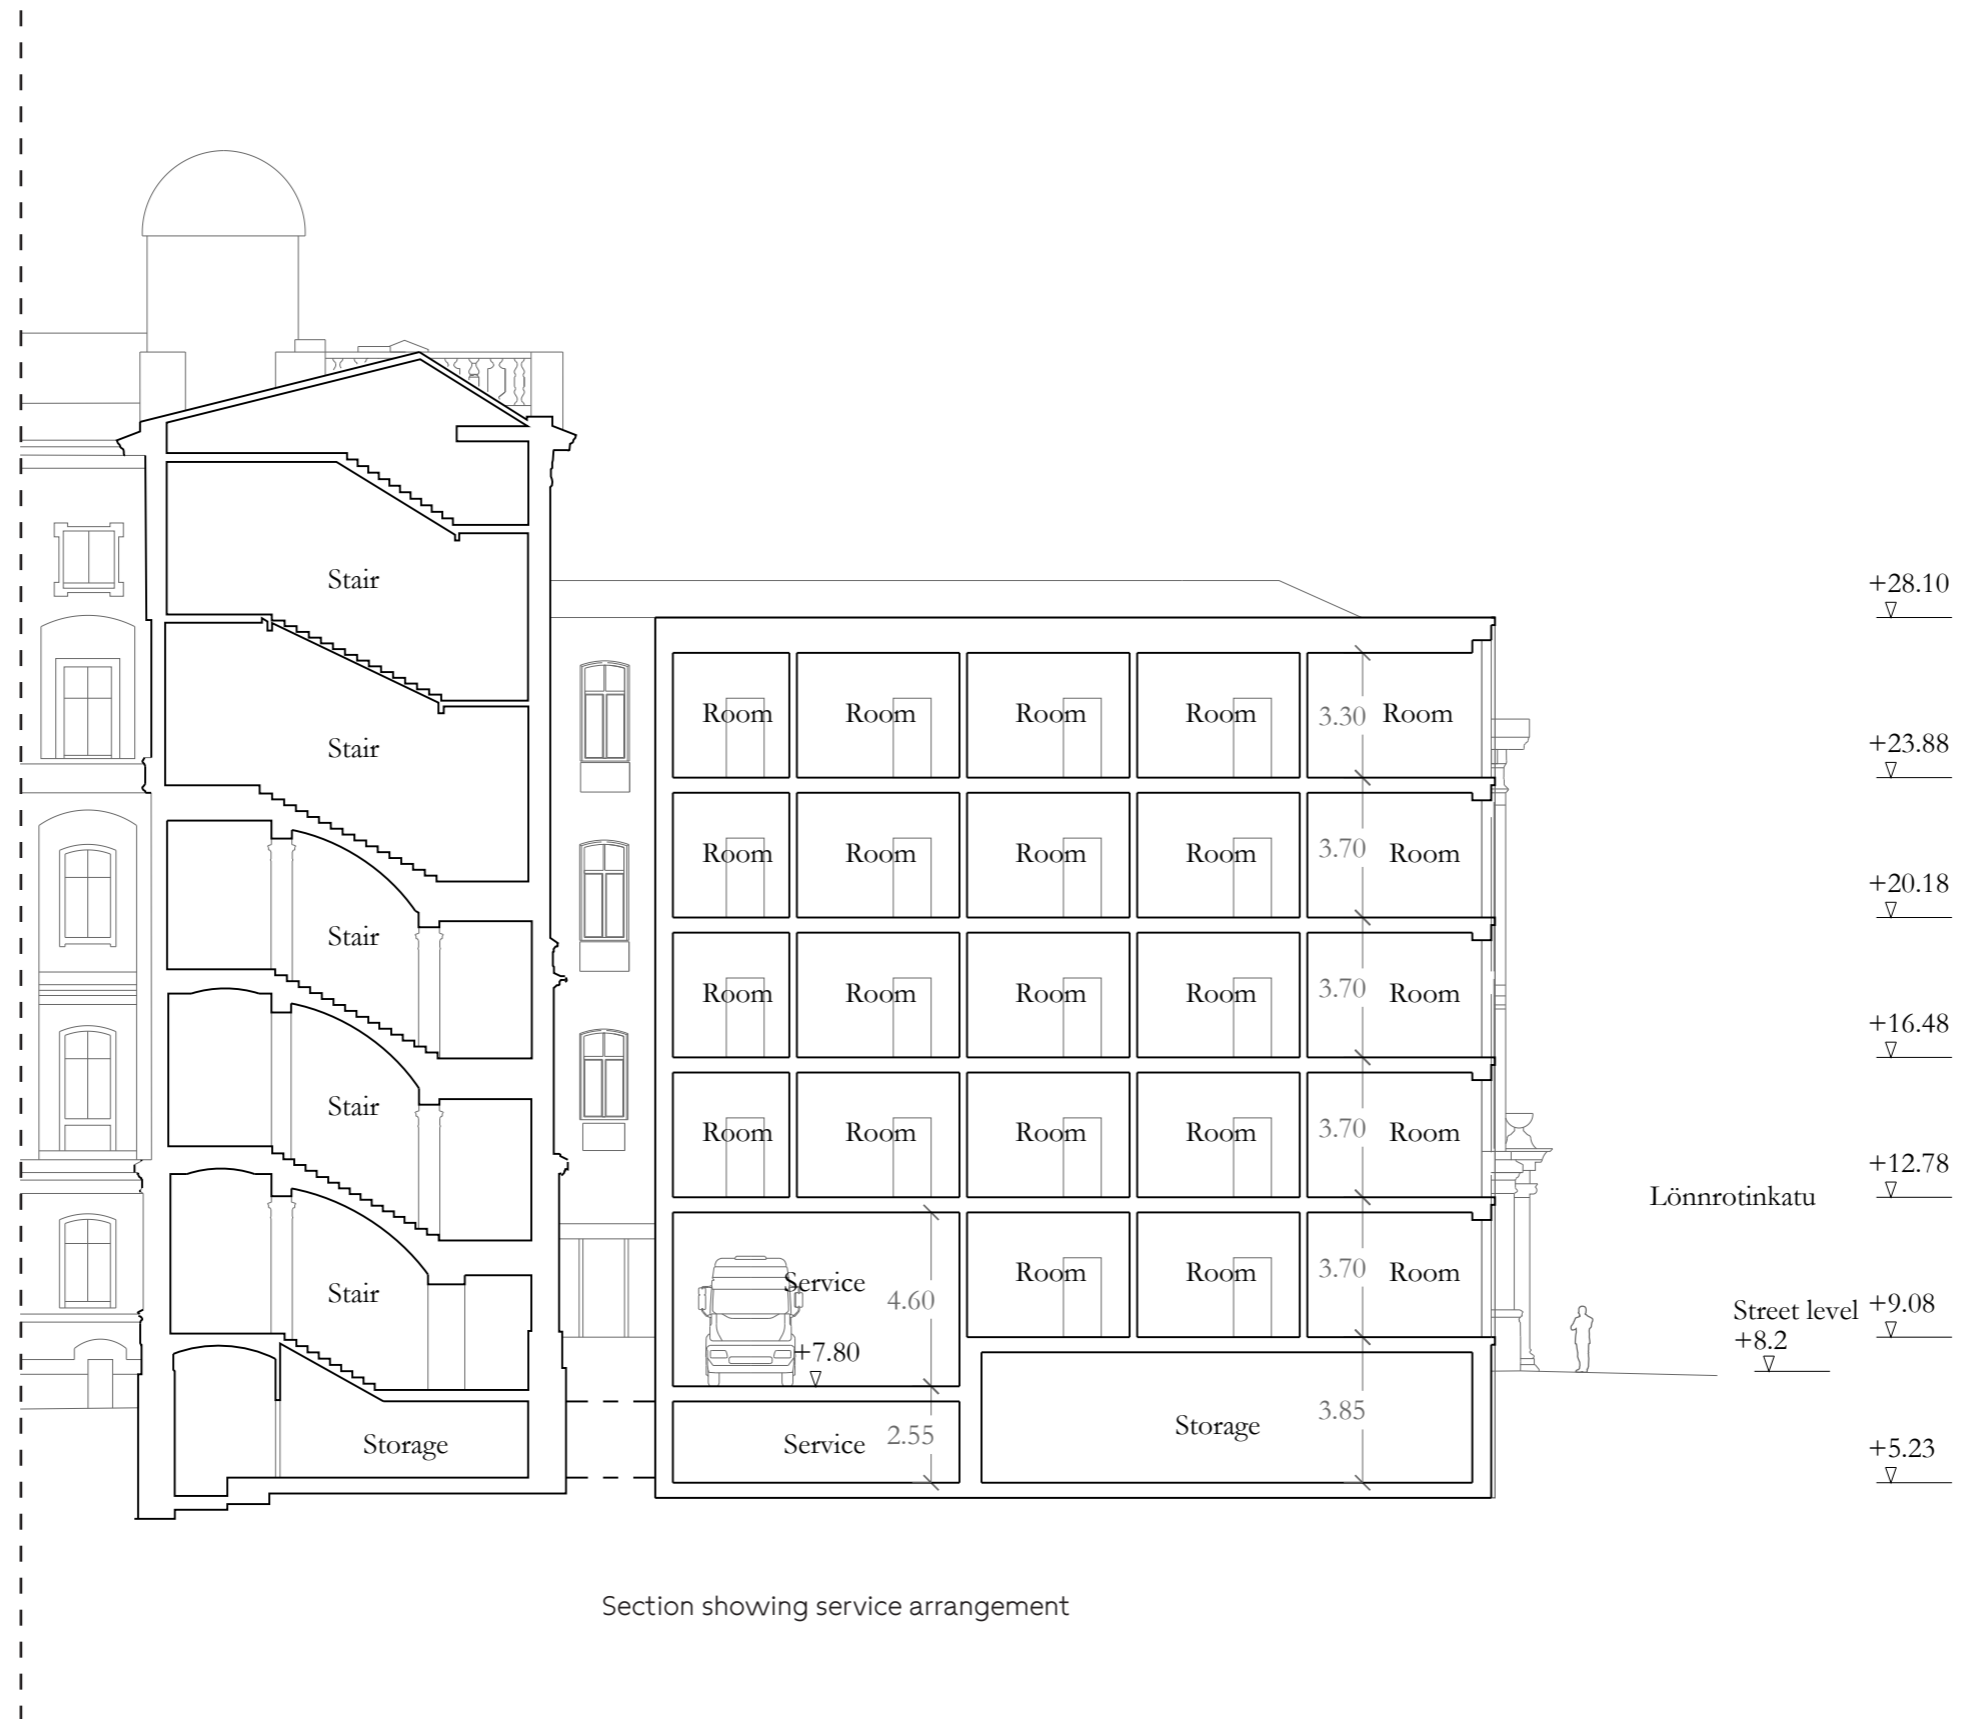 +28.10
Stair
Room Room Room Room 3.30 Room
+23.88
Stair
Room Room Room Room 3.70 Room
+20.18
Stair
Room Room Room Room 3.70 Room
+16.48
Stair
Room Room Room Room 3.70 Room
+12.78
Lönnrotinkatu
Stair
Service 4.60
Room Room 3.70 Room
+7.80
Street level
+8.2
+9.08
Storage
Service 2.55
Storage 3.85
+5.23
Section showing service arrangement